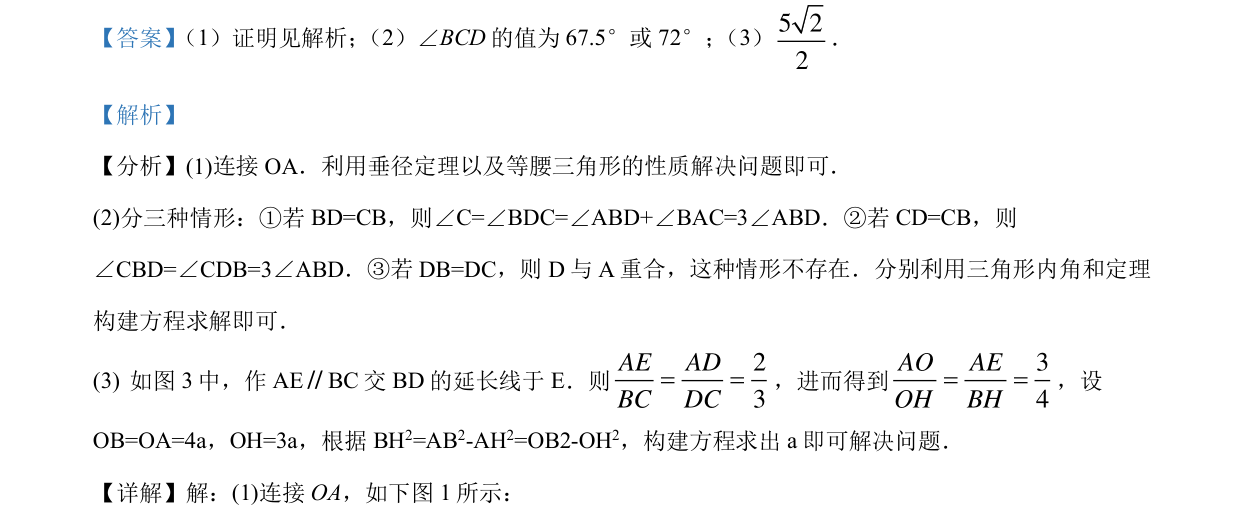 【答案】（1）证明见解析；（2）∠BCD 的值为 67.5°或 72°；（3）5√2/2．
【解析】
【分析】(1)连接 OA．利用垂径定理以及等腰三角形的性质解决问题即可．
(2)分三种情形：①若 BD=CB，则∠C=∠BDC=∠ABD+∠BAC=3∠ABD．②若 CD=CB，则
∠CBD=∠CDB=3∠ABD．③若 DB=DC，则 D 与 A 重合，这种情形不存在．分别利用三角形内角和定理
构建方程求解即可．
(3) 如图 3 中，作 AE∥BC 交 BD 的延长线于 E．则 AE/BC = AD/DC = 2/3，进而得到 AO/OH = AE/BH = 3/4，设
OB=OA=4a，OH=3a，根据 BH²=AB²-AH²=OB2-OH²，构建方程求出 a 即可解决问题．
【详解】解：(1)连接 OA，如下图 1 所示：